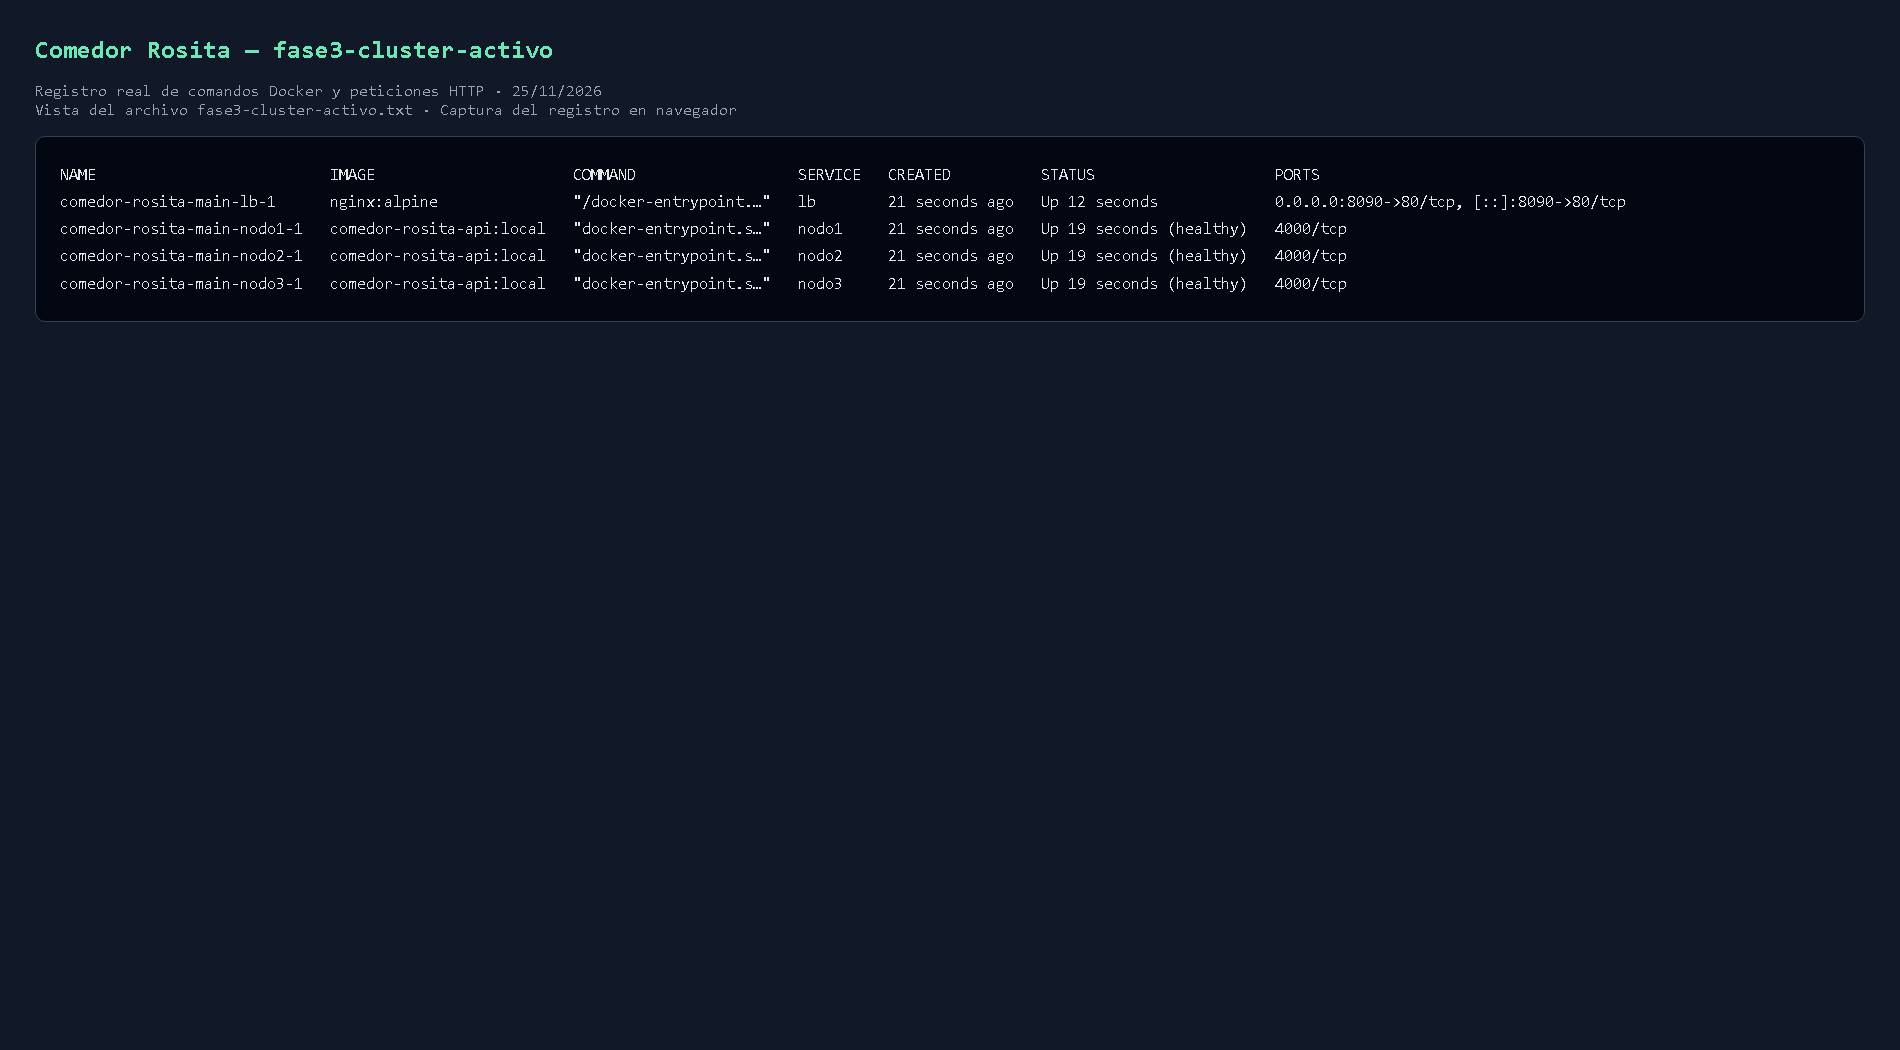 Comedor Rosita — fase3-cluster-activo
Registro real de comandos Docker y peticiones HTTP · 25/11/2026
Vista del archivo fase3-cluster-activo.txt · Captura del registro en navegador
NAME IMAGE COMMAND SERVICE CREATED STATUS PORTS
comedor-rosita-main-lb-1 nginx:alpine "/docker-entrypoint.…" lb 21 seconds ago Up 12 seconds 0.0.0.0:8090->80/tcp, [::]:8090->80/tcp
comedor-rosita-main-nodo1-1 comedor-rosita-api:local "docker-entrypoint.s…" nodo1 21 seconds ago Up 19 seconds (healthy) 4000/tcp
comedor-rosita-main-nodo2-1 comedor-rosita-api:local "docker-entrypoint.s…" nodo2 21 seconds ago Up 19 seconds (healthy) 4000/tcp
comedor-rosita-main-nodo3-1 comedor-rosita-api:local "docker-entrypoint.s…" nodo3 21 seconds ago Up 19 seconds (healthy) 4000/tcp